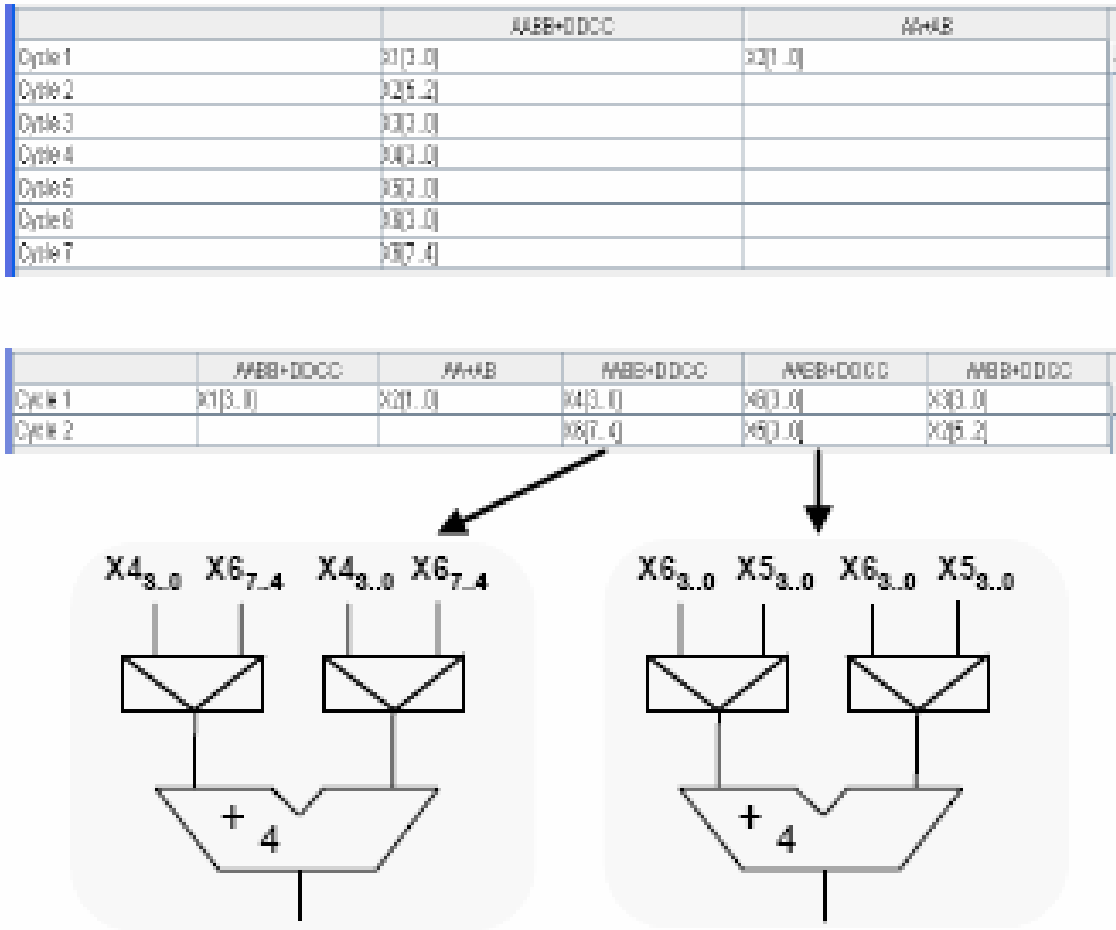 AABB+DDCC AA+AB
Cycle 1 X1[3..0] X2[1..0]
Cycle 2 X2[5..2]
Cycle 3 X3[3..0]
Cycle 4 X4[3..0]
Cycle 5 X5[3..0]
Cycle 6 X6[3..0]
Cycle 7 X6[7..4]
AABB+DDCC AA+AB AABB+DDCC AABB+DDCC AABB+DDCC
Cycle 1 X1[3..0] X2[1..0] X4[3..0] X6[3..0] X3[3..0]
Cycle 2 X6[7..4] X5[3..0] X2[5..2]
X4₃..₀ X6₇..₄ X4₃..₀ X6₇..₄ X6₃..₀ X5₃..₀ X6₃..₀ X5₃..₀
+ 4 + 4